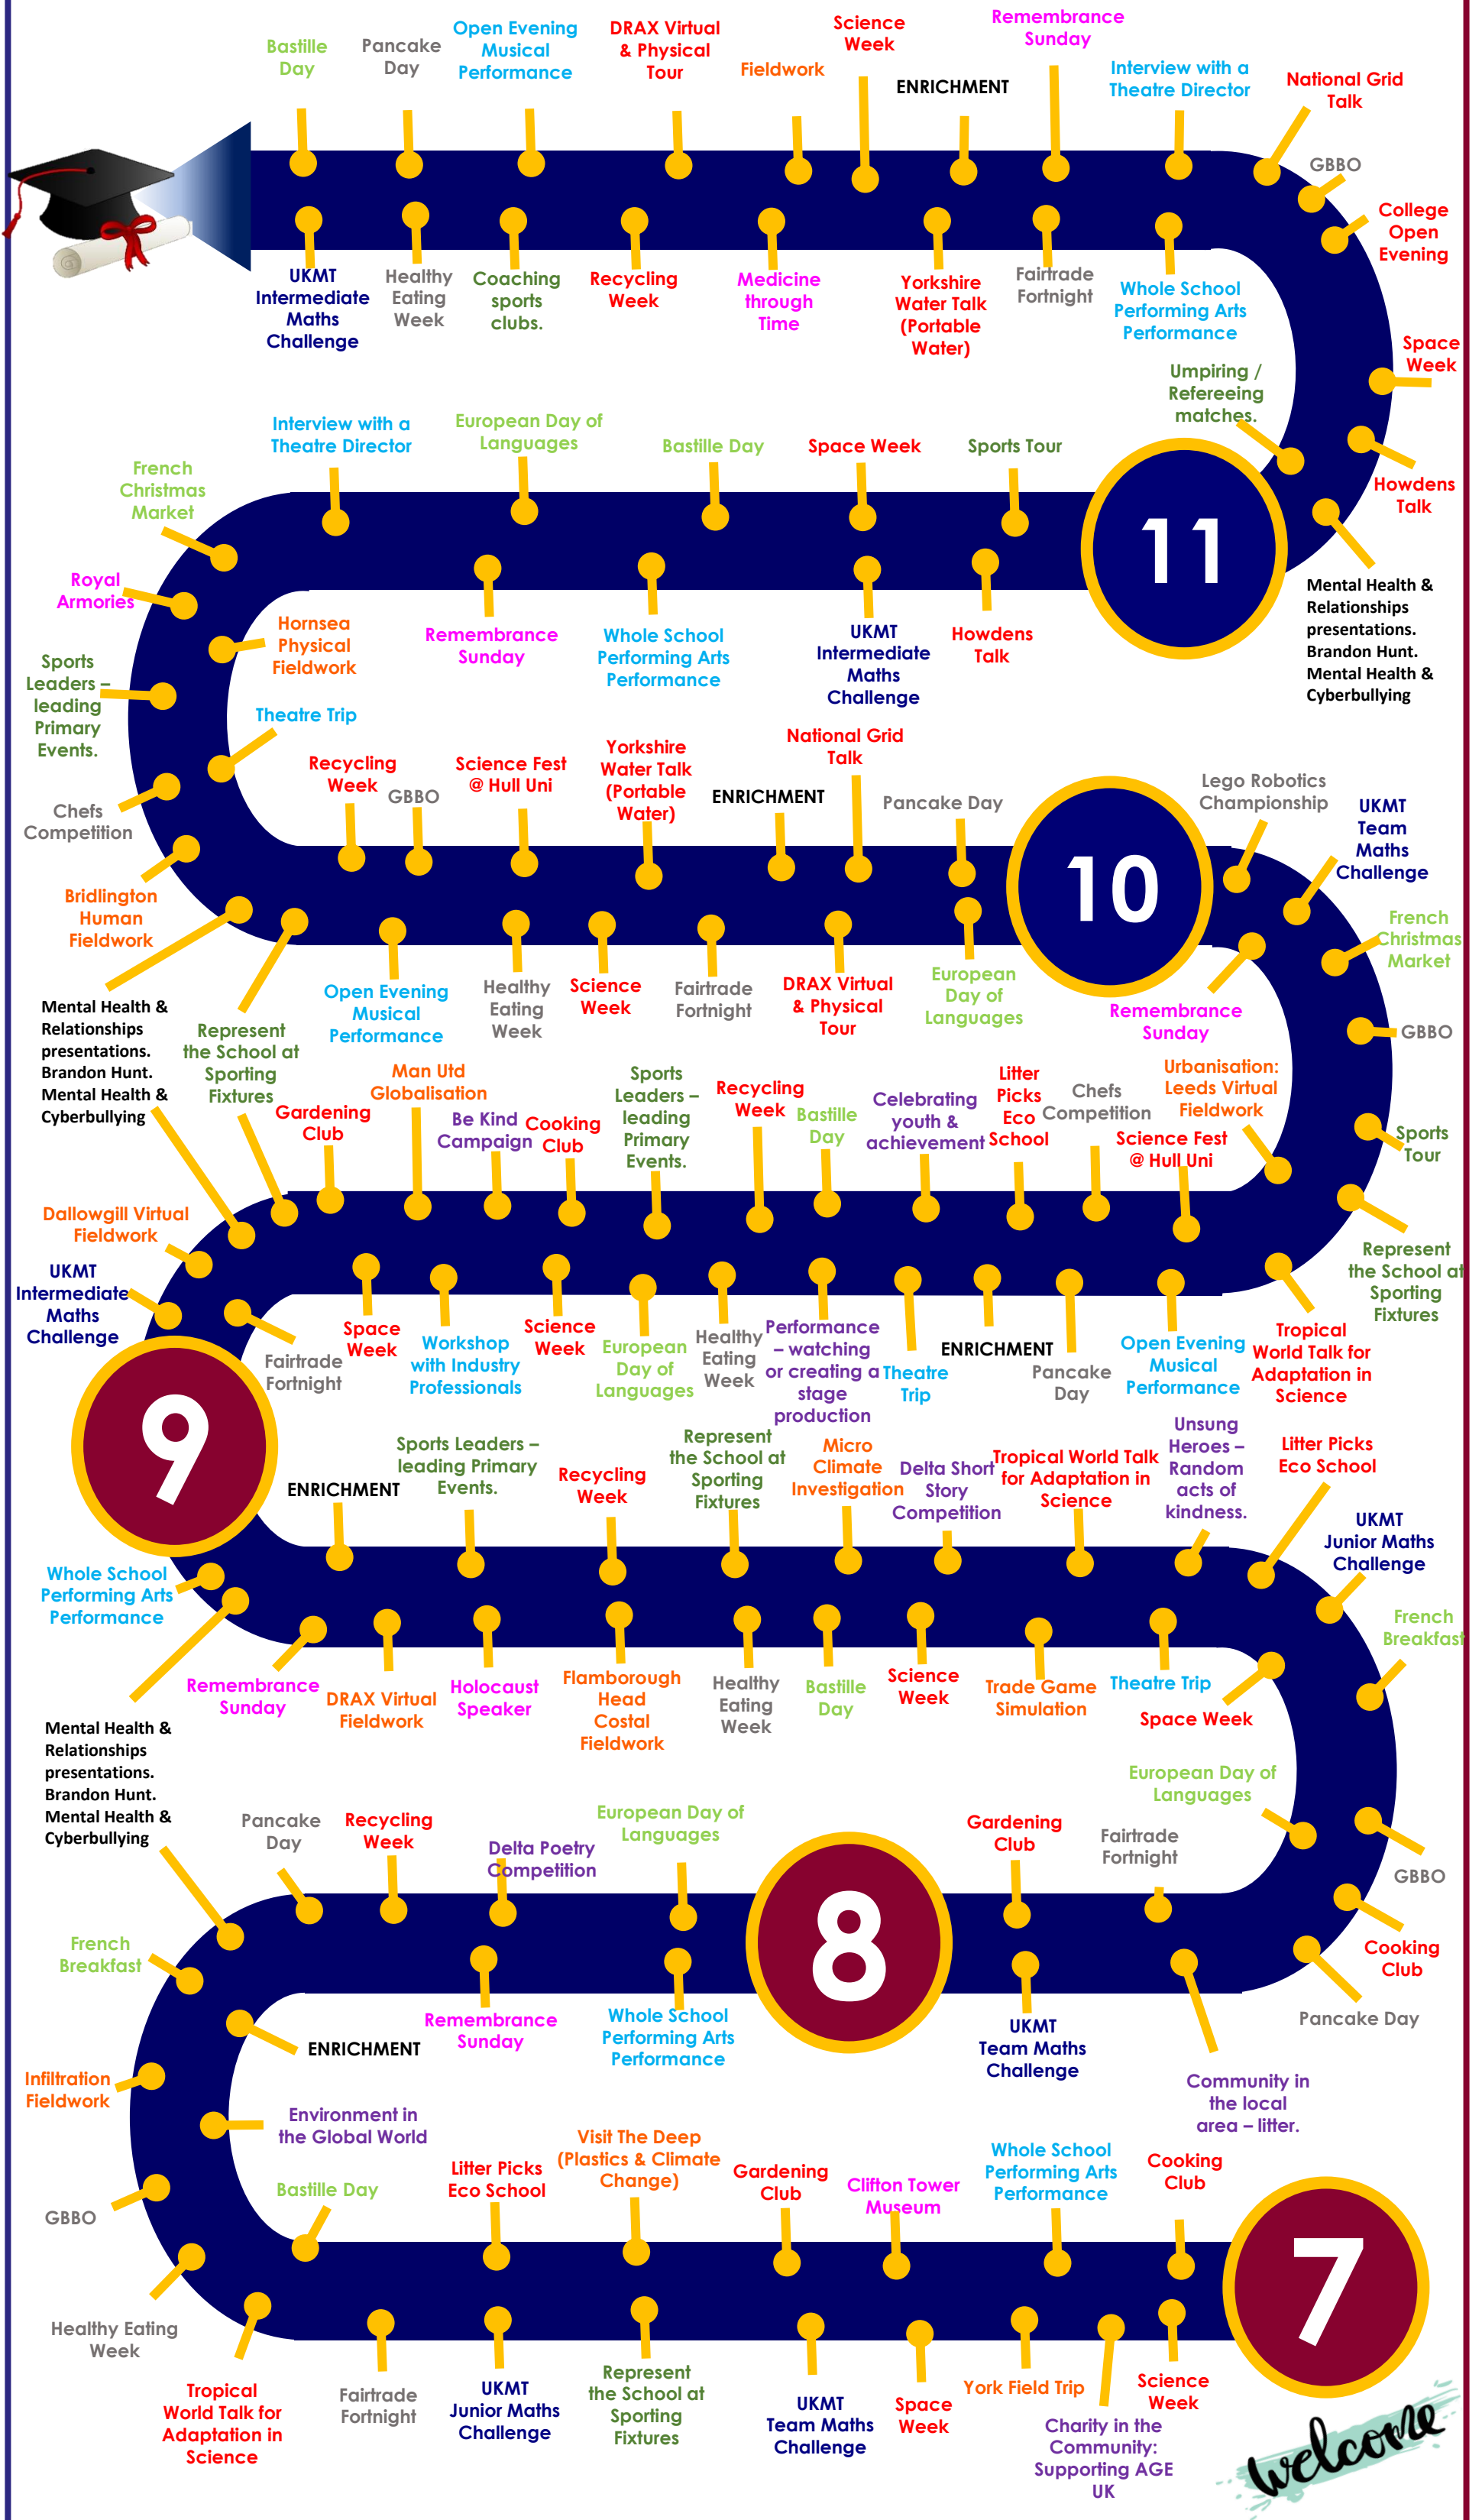 Bastille
Day
Pancake
Day
Open Evening
Musical
Performance
DRAX Virtual
& Physical
Tour
Fieldwork
Science
Week
ENRICHMENT
Remembrance
Sunday
Interview with a
Theatre Director
National Grid
Talk
GBBO
College
Open
Evening
UKMT
Intermediate
Maths
Challenge
Healthy
Eating
Week
Coaching
sports
clubs.
Recycling
Week
Medicine
through
Time
Yorkshire
Water Talk
(Portable
Water)
Fairtrade
Fortnight
Whole School
Performing Arts
Performance
Space
Week
Umpiring /
Refereeing
matches.
Howdens
Talk
Mental Health &
Relationships
presentations.
Brandon Hunt.
Mental Health &
Cyberbullying
11
Interview with a
Theatre Director
European Day of
Languages
Bastille Day
Space Week
Sports Tour
French
Christmas
Market
Royal
Armories
Hornsea
Physical
Fieldwork
Remembrance
Sunday
Whole School
Performing Arts
Performance
UKMT
Intermediate
Maths
Challenge
Howdens
Talk
Sports
Leaders –
leading
Primary
Events.
Theatre Trip
Chefs
Competition
Bridlington
Human
Fieldwork
Recycling
Week
GBBO
Science Fest
@ Hull Uni
Yorkshire
Water Talk
(Portable
Water)
ENRICHMENT
National Grid
Talk
Pancake Day
10
Lego Robotics
Championship
UKMT
Team
Maths
Challenge
French
Christmas
Market
Remembrance
Sunday
GBBO
Mental Health &
Relationships
presentations.
Brandon Hunt.
Mental Health &
Cyberbullying
Represent
the School at
Sporting
Fixtures
Open Evening
Musical
Performance
Healthy
Eating
Week
Science
Week
Fairtrade
Fortnight
DRAX Virtual
& Physical
Tour
European
Day of
Languages
Gardening
Club
Man Utd
Globalisation
Be Kind
Campaign
Cooking
Club
Sports
Leaders –
leading
Primary
Events.
Recycling
Week
Bastille
Day
Celebrating
youth &
achievement
Litter
Picks
Eco
School
Chefs
Competition
Science Fest
@ Hull Uni
Urbanisation:
Leeds Virtual
Fieldwork
Sports
Tour
Represent
the School at
Sporting
Fixtures
Dallowgill Virtual
Fieldwork
UKMT
Intermediate
Maths
Challenge
Fairtrade
Fortnight
Space
Week
Workshop
with Industry
Professionals
Science
Week
European
Day of
Languages
Healthy
Eating
Week
Performance
– watching
or creating a
stage
production
Theatre
Trip
ENRICHMENT
Pancake
Day
Open Evening
Musical
Performance
Tropical
World Talk for
Adaptation in
Science
9
ENRICHMENT
Sports Leaders –
leading Primary
Events.
Recycling
Week
Represent
the School at
Sporting
Fixtures
Micro
Climate
Investigation
Delta Short
Story
Competition
Tropical World Talk
for Adaptation in
Science
Unsung
Heroes –
Random
acts of
kindness.
Litter Picks
Eco School
UKMT
Junior Maths
Challenge
French
Breakfast
Whole School
Performing Arts
Performance
Remembrance
Sunday
DRAX Virtual
Fieldwork
Holocaust
Speaker
Flamborough
Head
Costal
Fieldwork
Healthy
Eating
Week
Bastille
Day
Science
Week
Trade Game
Simulation
Theatre Trip
Space Week
Mental Health &
Relationships
presentations.
Brandon Hunt.
Mental Health &
Cyberbullying
Pancake
Day
Recycling
Week
Delta Poetry
Competition
European Day of
Languages
8
Gardening
Club
Fairtrade
Fortnight
European Day of
Languages
GBBO
Cooking
Club
Pancake Day
French
Breakfast
ENRICHMENT
Remembrance
Sunday
Whole School
Performing Arts
Performance
UKMT
Team Maths
Challenge
Community in
the local
area – litter.
Infiltration
Fieldwork
Environment in
the Global World
GBBO
Healthy Eating
Week
Bastille Day
Litter Picks
Eco School
Visit The Deep
(Plastics & Climate
Change)
Gardening
Club
Clifton Tower
Museum
Whole School
Performing Arts
Performance
Cooking
Club
7
Tropical
World Talk for
Adaptation in
Science
Fairtrade
Fortnight
UKMT
Junior Maths
Challenge
Represent
the School at
Sporting
Fixtures
UKMT
Team Maths
Challenge
Space
Week
York Field Trip
Charity in the
Community:
Supporting AGE
UK
Science
Week
welcome